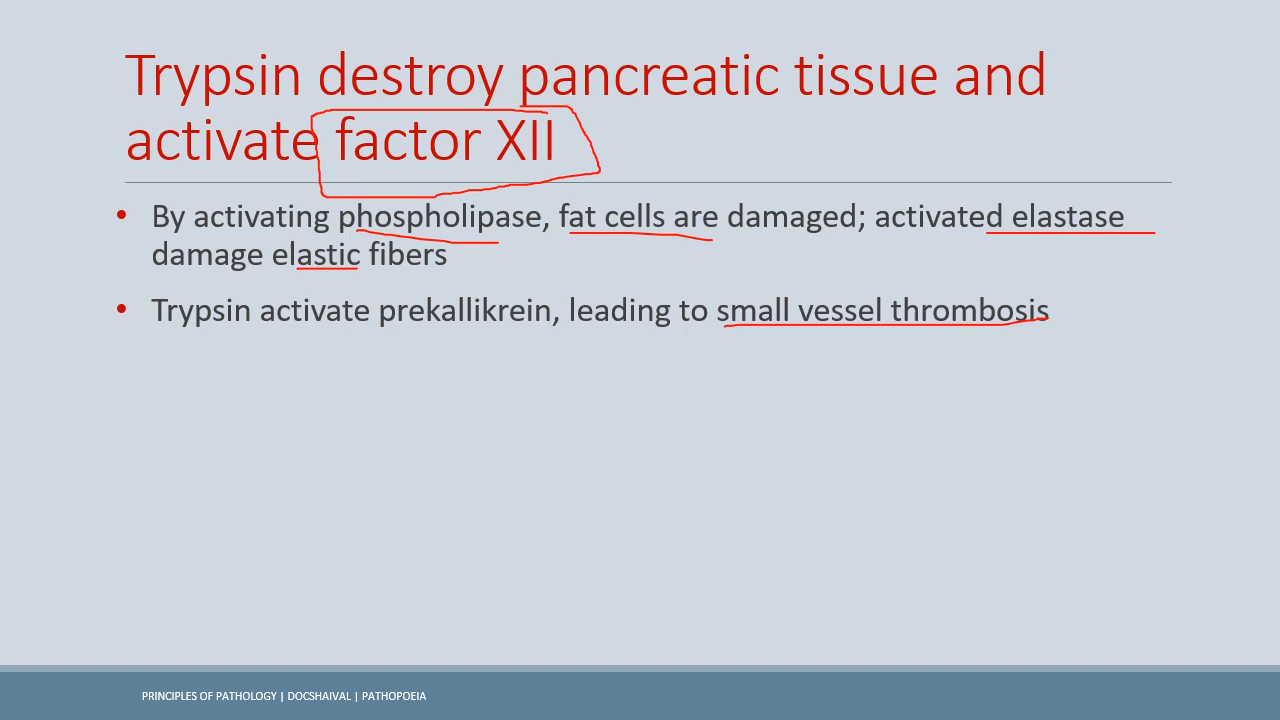 Trypsin destroy pancreatic tissue and
activate factor XII
• By activating phospholipase, fat cells are damaged; activated elastase
damage elastic fibers
• Trypsin activate prekallikrein, leading to small vessel thrombosis
PRINCIPLES OF PATHOLOGY | DOCSHAIVAL | PATHOPOEIA